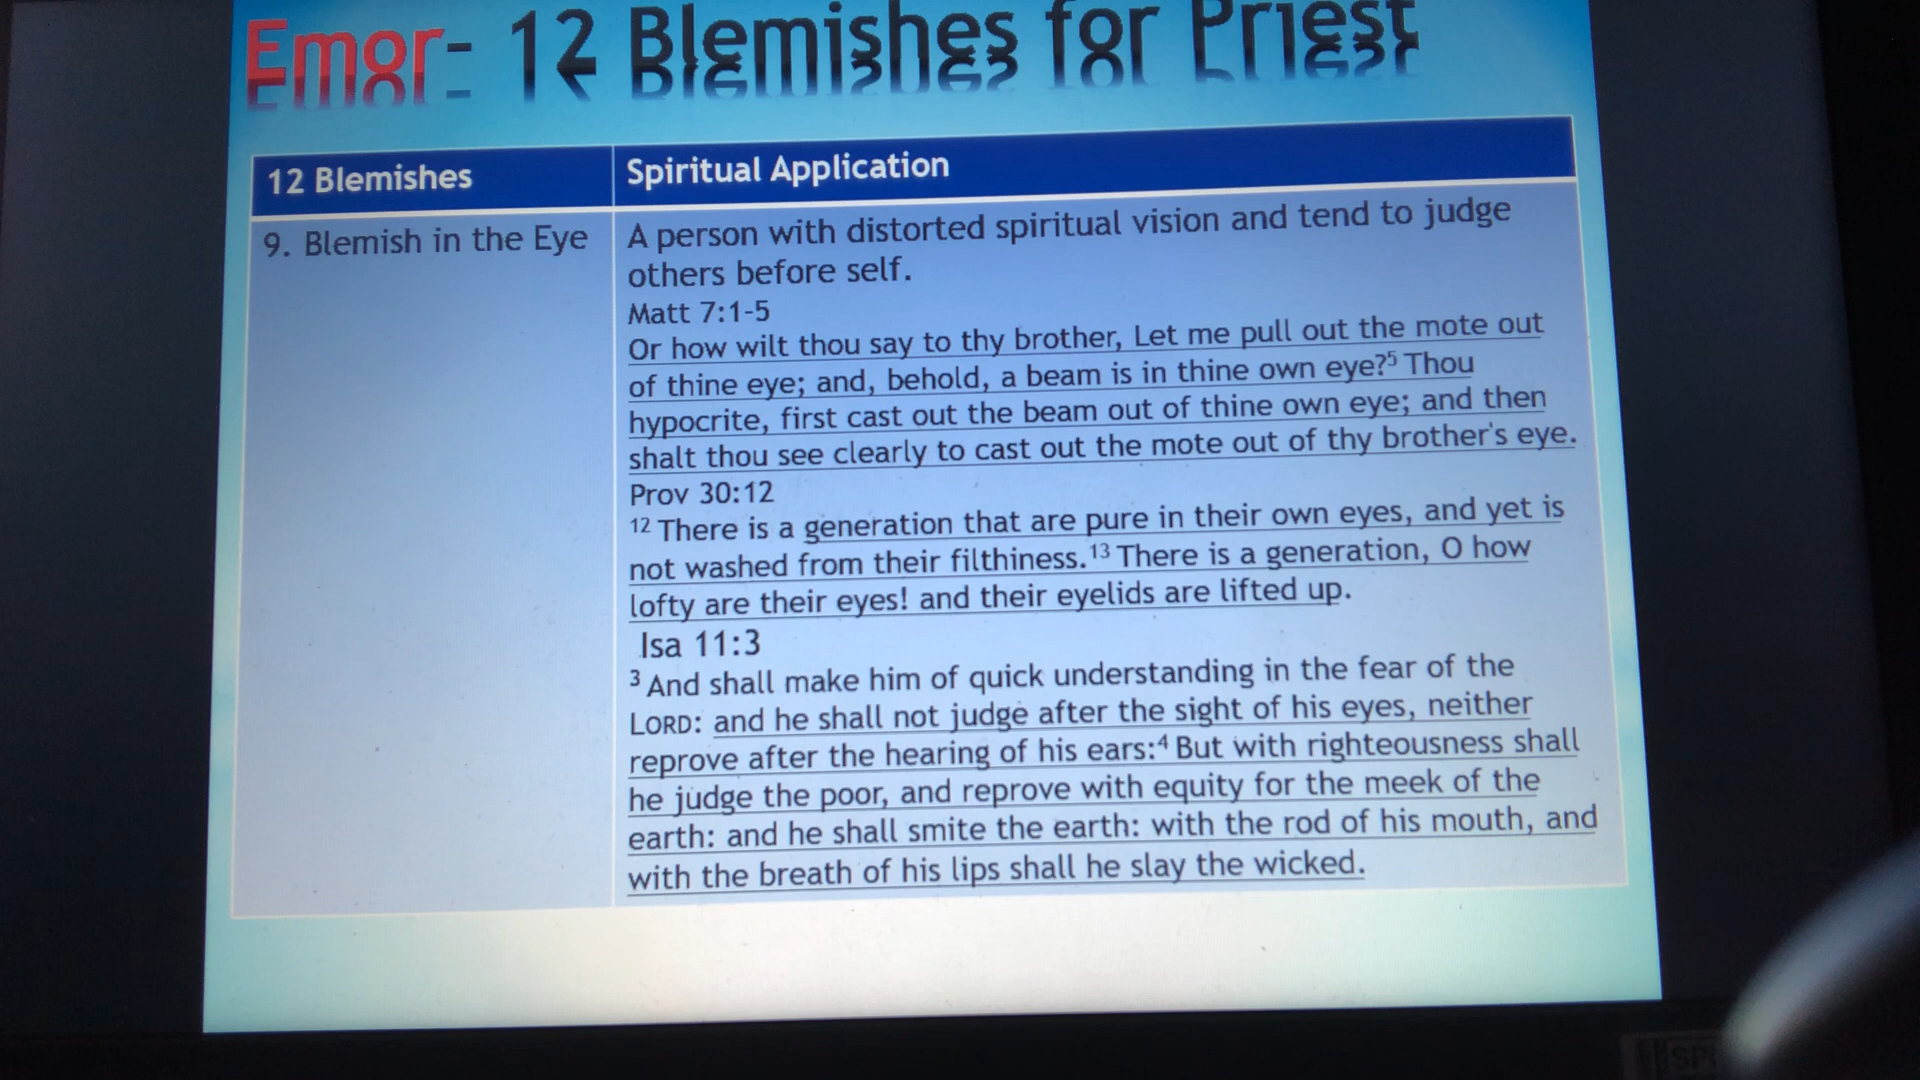 Emor- 12 Blemishes for Priest
12 Blemishes
Spiritual Application
9. Blemish in the Eye
A person with distorted spiritual vision and tend to judge
others before self.
Matt 7:1-5
Or how wilt thou say to thy brother, Let me pull out the mote out
of thine eye; and, behold, a beam is in thine own eye?⁵ Thou
hypocrite, first cast out the beam out of thine own eye; and then
shalt thou see clearly to cast out the mote out of thy brother's eye.
Prov 30:12
¹² There is a generation that are pure in their own eyes, and yet is
not washed from their filthiness.¹³ There is a generation, O how
lofty are their eyes! and their eyelids are lifted up.
Isa 11:3
³ And shall make him of quick understanding in the fear of the
LORD: and he shall not judge after the sight of his eyes, neither
reprove after the hearing of his ears:⁴ But with righteousness shall
he judge the poor, and reprove with equity for the meek of the
earth: and he shall smite the earth: with the rod of his mouth, and
with the breath of his lips shall he slay the wicked.